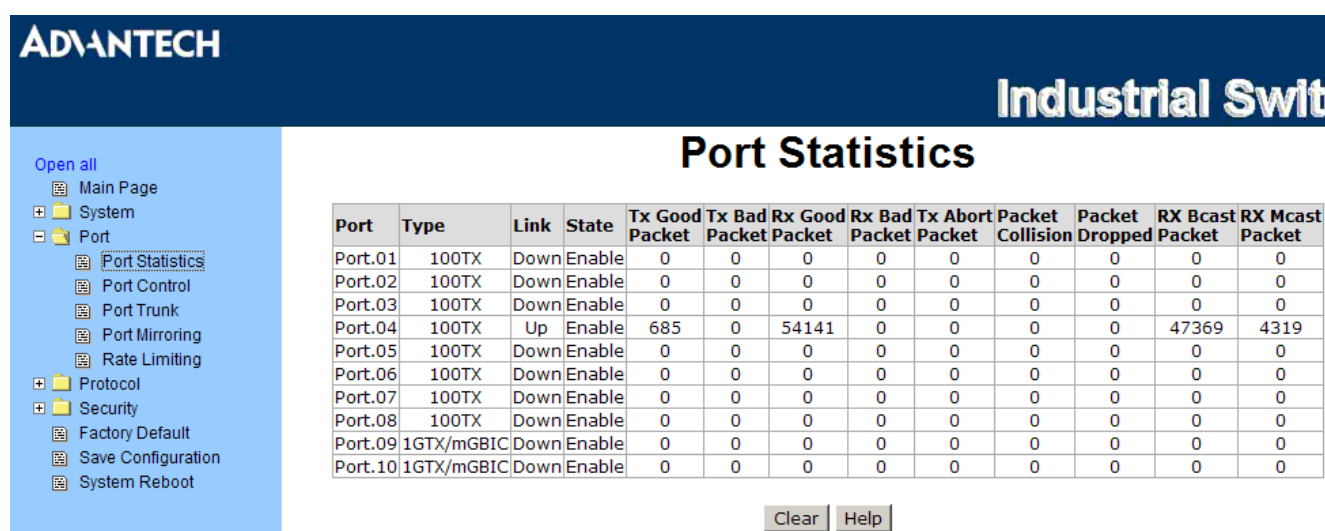 ADVANTECH
Industrial Swit
Open all
Main Page
System
Port
Port Statistics
Port Control
Port Trunk
Port Mirroring
Rate Limiting
Protocol
Security
Factory Default
Save Configuration
System Reboot
Port Statistics
Port Type Link State Tx Good Packet Tx Bad Packet Rx Good Packet Rx Bad Packet Tx Abort Packet Packet Collision Packet Dropped RX Bcast Packet RX Mcast Packet
Port.01 100TX Down Enable 0 0 0 0 0 0 0 0 0
Port.02 100TX Down Enable 0 0 0 0 0 0 0 0 0
Port.03 100TX Down Enable 0 0 0 0 0 0 0 0 0
Port.04 100TX Up Enable 685 0 54141 0 0 0 0 47369 4319
Port.05 100TX Down Enable 0 0 0 0 0 0 0 0 0
Port.06 100TX Down Enable 0 0 0 0 0 0 0 0 0
Port.07 100TX Down Enable 0 0 0 0 0 0 0 0 0
Port.08 100TX Down Enable 0 0 0 0 0 0 0 0 0
Port.09 1GTX/mGBIC Down Enable 0 0 0 0 0 0 0 0 0
Port.10 1GTX/mGBIC Down Enable 0 0 0 0 0 0 0 0 0
Clear Help